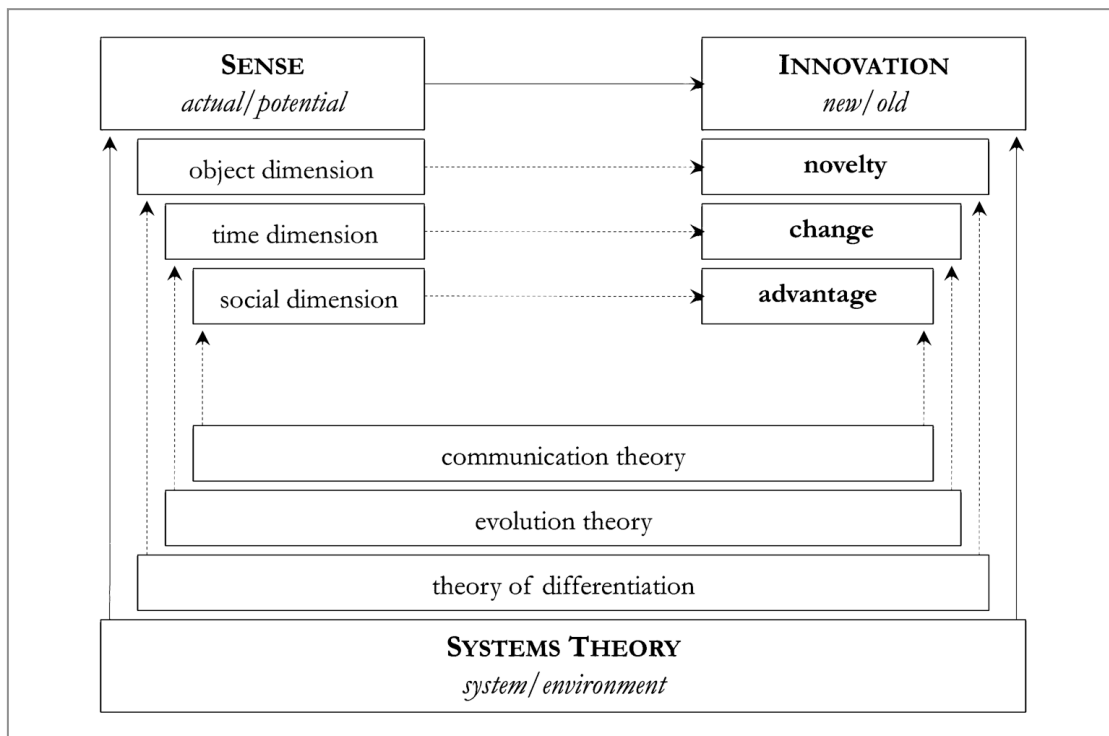 SENSE
actual/potential
INNOVATION
new/old
object dimension
novelty
time dimension
change
social dimension
advantage
communication theory
evolution theory
theory of differentiation
SYSTEMS THEORY
system/environment